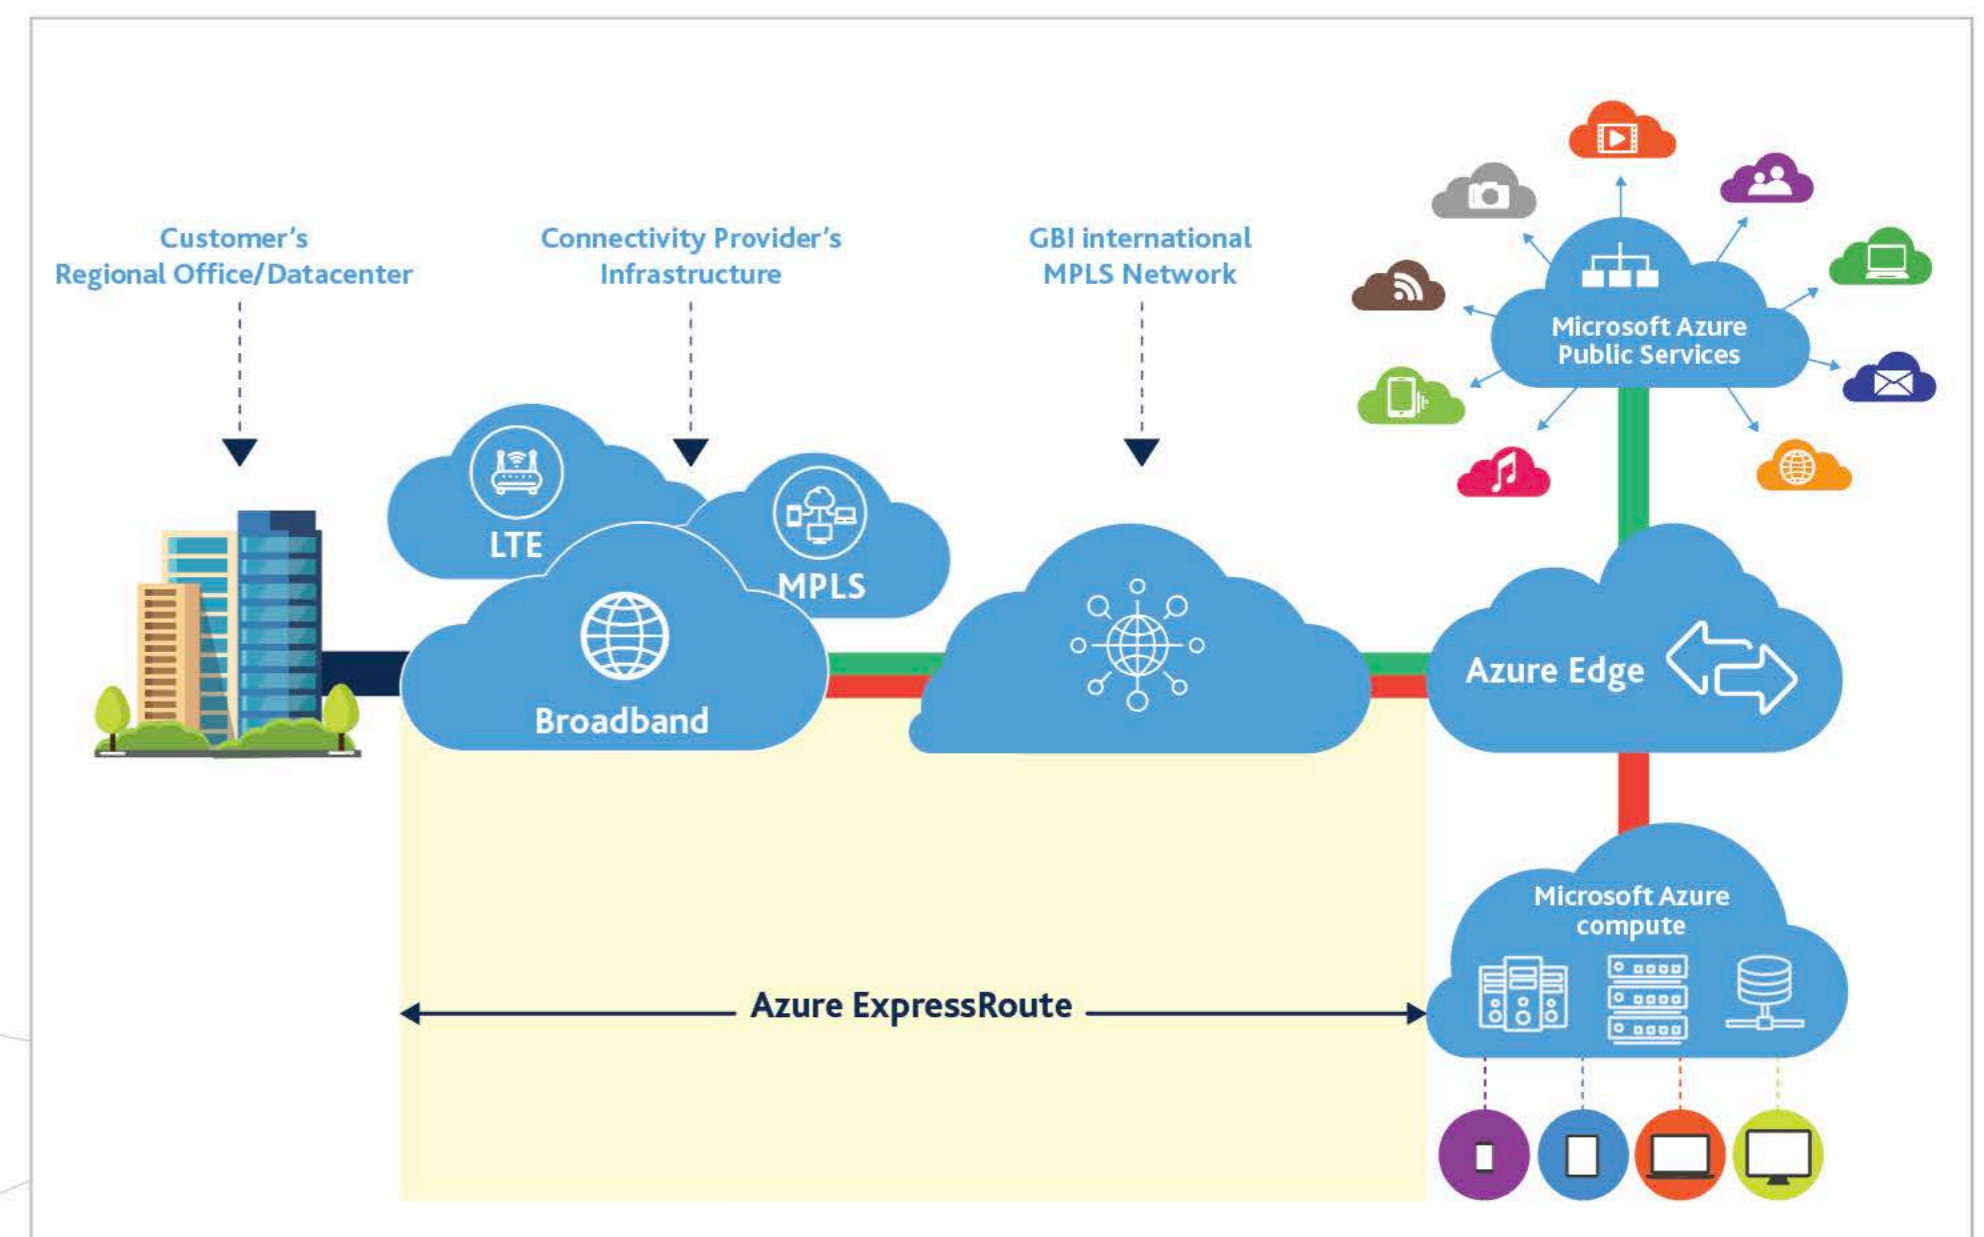 Customer's
Regional Office/Datacenter
Connectivity Provider's
Infrastructure
GBI international
MPLS Network
Microsoft Azure
Public Services
LTE
MPLS
Broadband
Azure Edge
Microsoft Azure
compute
Azure ExpressRoute